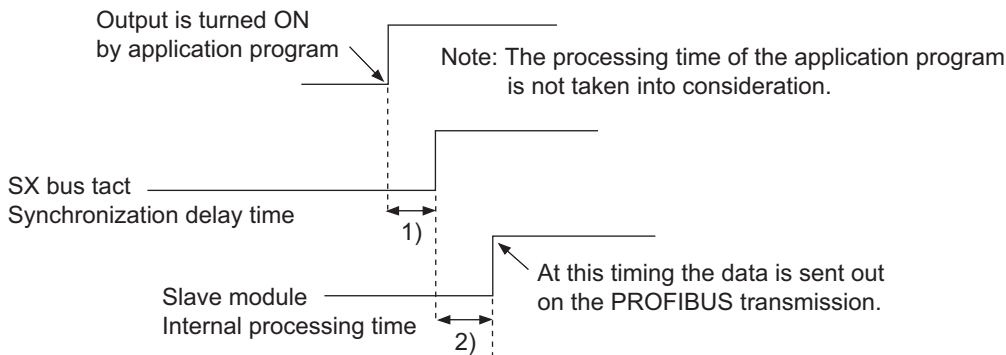 Output is turned ON
by application program
Note: The processing time of the application program
is not taken into consideration.
SX bus tact
Synchronization delay time
1)
At this timing the data is sent out
on the PROFIBUS transmission.
Slave module
Internal processing time
2)